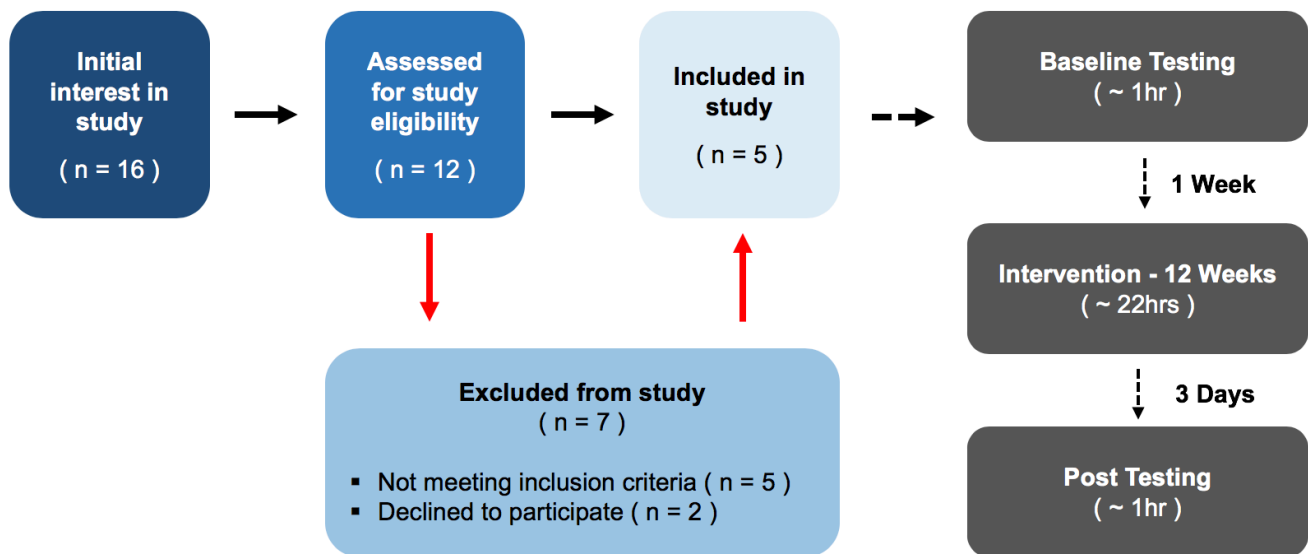 Initial
interest in
study
( n = 16 )
Assessed
for study
eligibility
( n = 12 )
Included in
study
( n = 5 )
Excluded from study
( n = 7 )
▪ Not meeting inclusion criteria ( n = 5 )
▪ Declined to participate ( n = 2 )
Baseline Testing
( ~ 1hr )
1 Week
Intervention - 12 Weeks
( ~ 22hrs )
3 Days
Post Testing
( ~ 1hr )